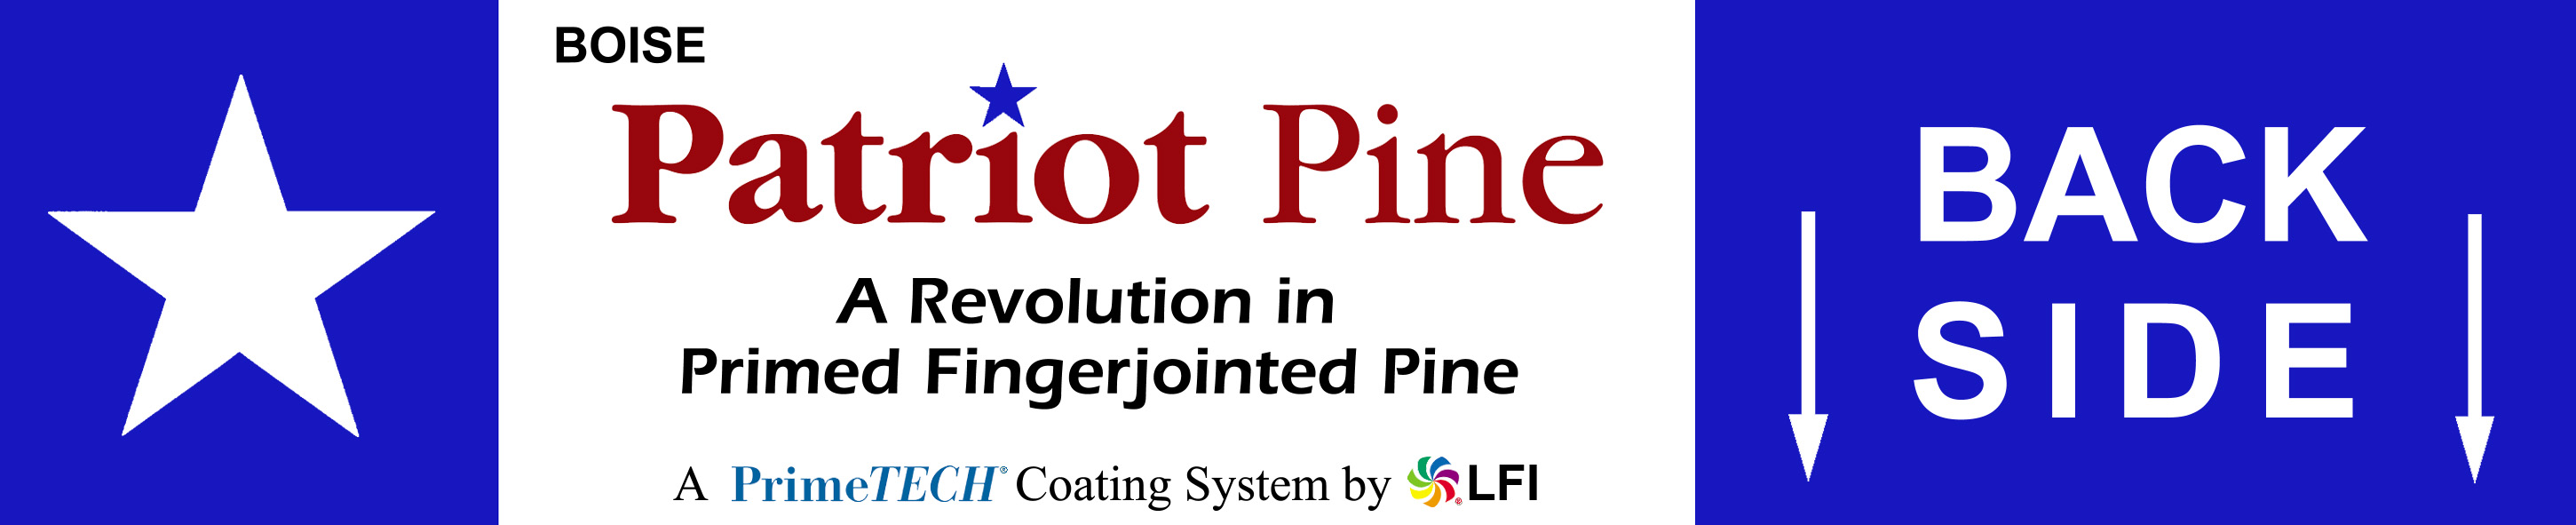 BOISE
Patriot Pine
A Revolution in
Primed Fingerjointed Pine
A PrimeTECH® Coating System by ® LFI
BACK
SIDE